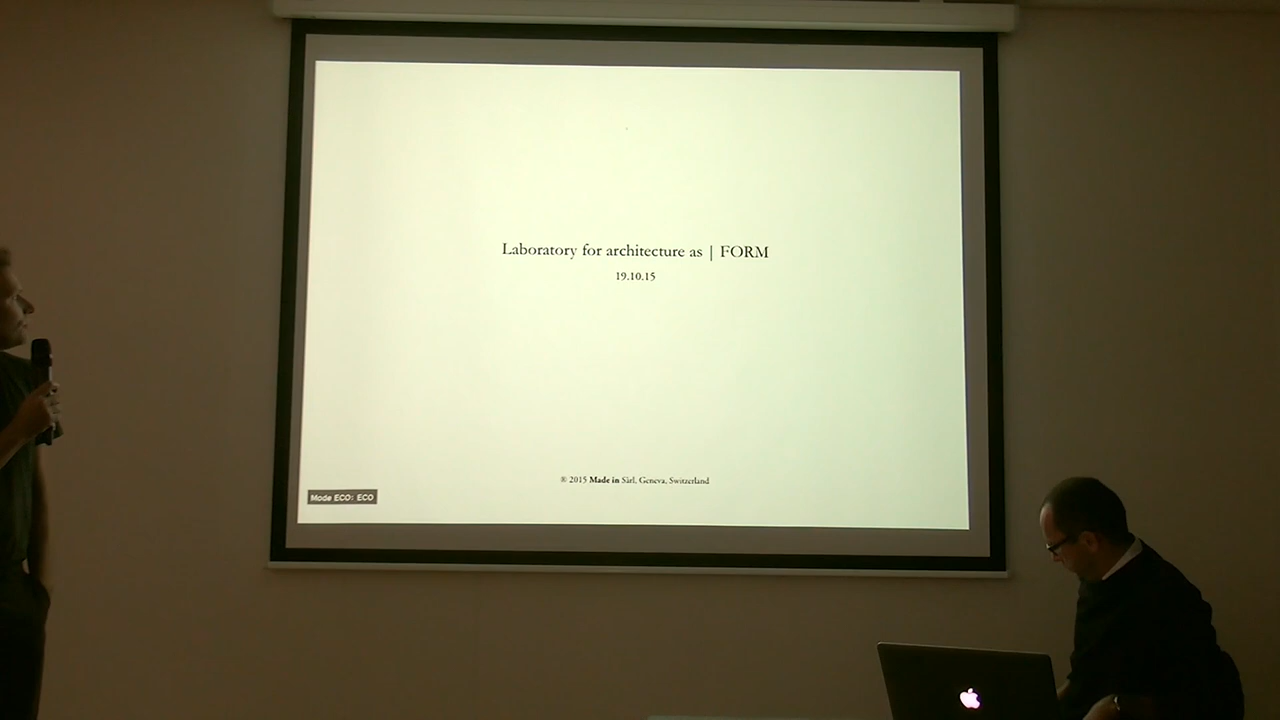 Laboratory for architecture as | FORM
19.10.15
® 2015 Made in Sàrl, Geneva, Switzerland
Mode ECO: ECO